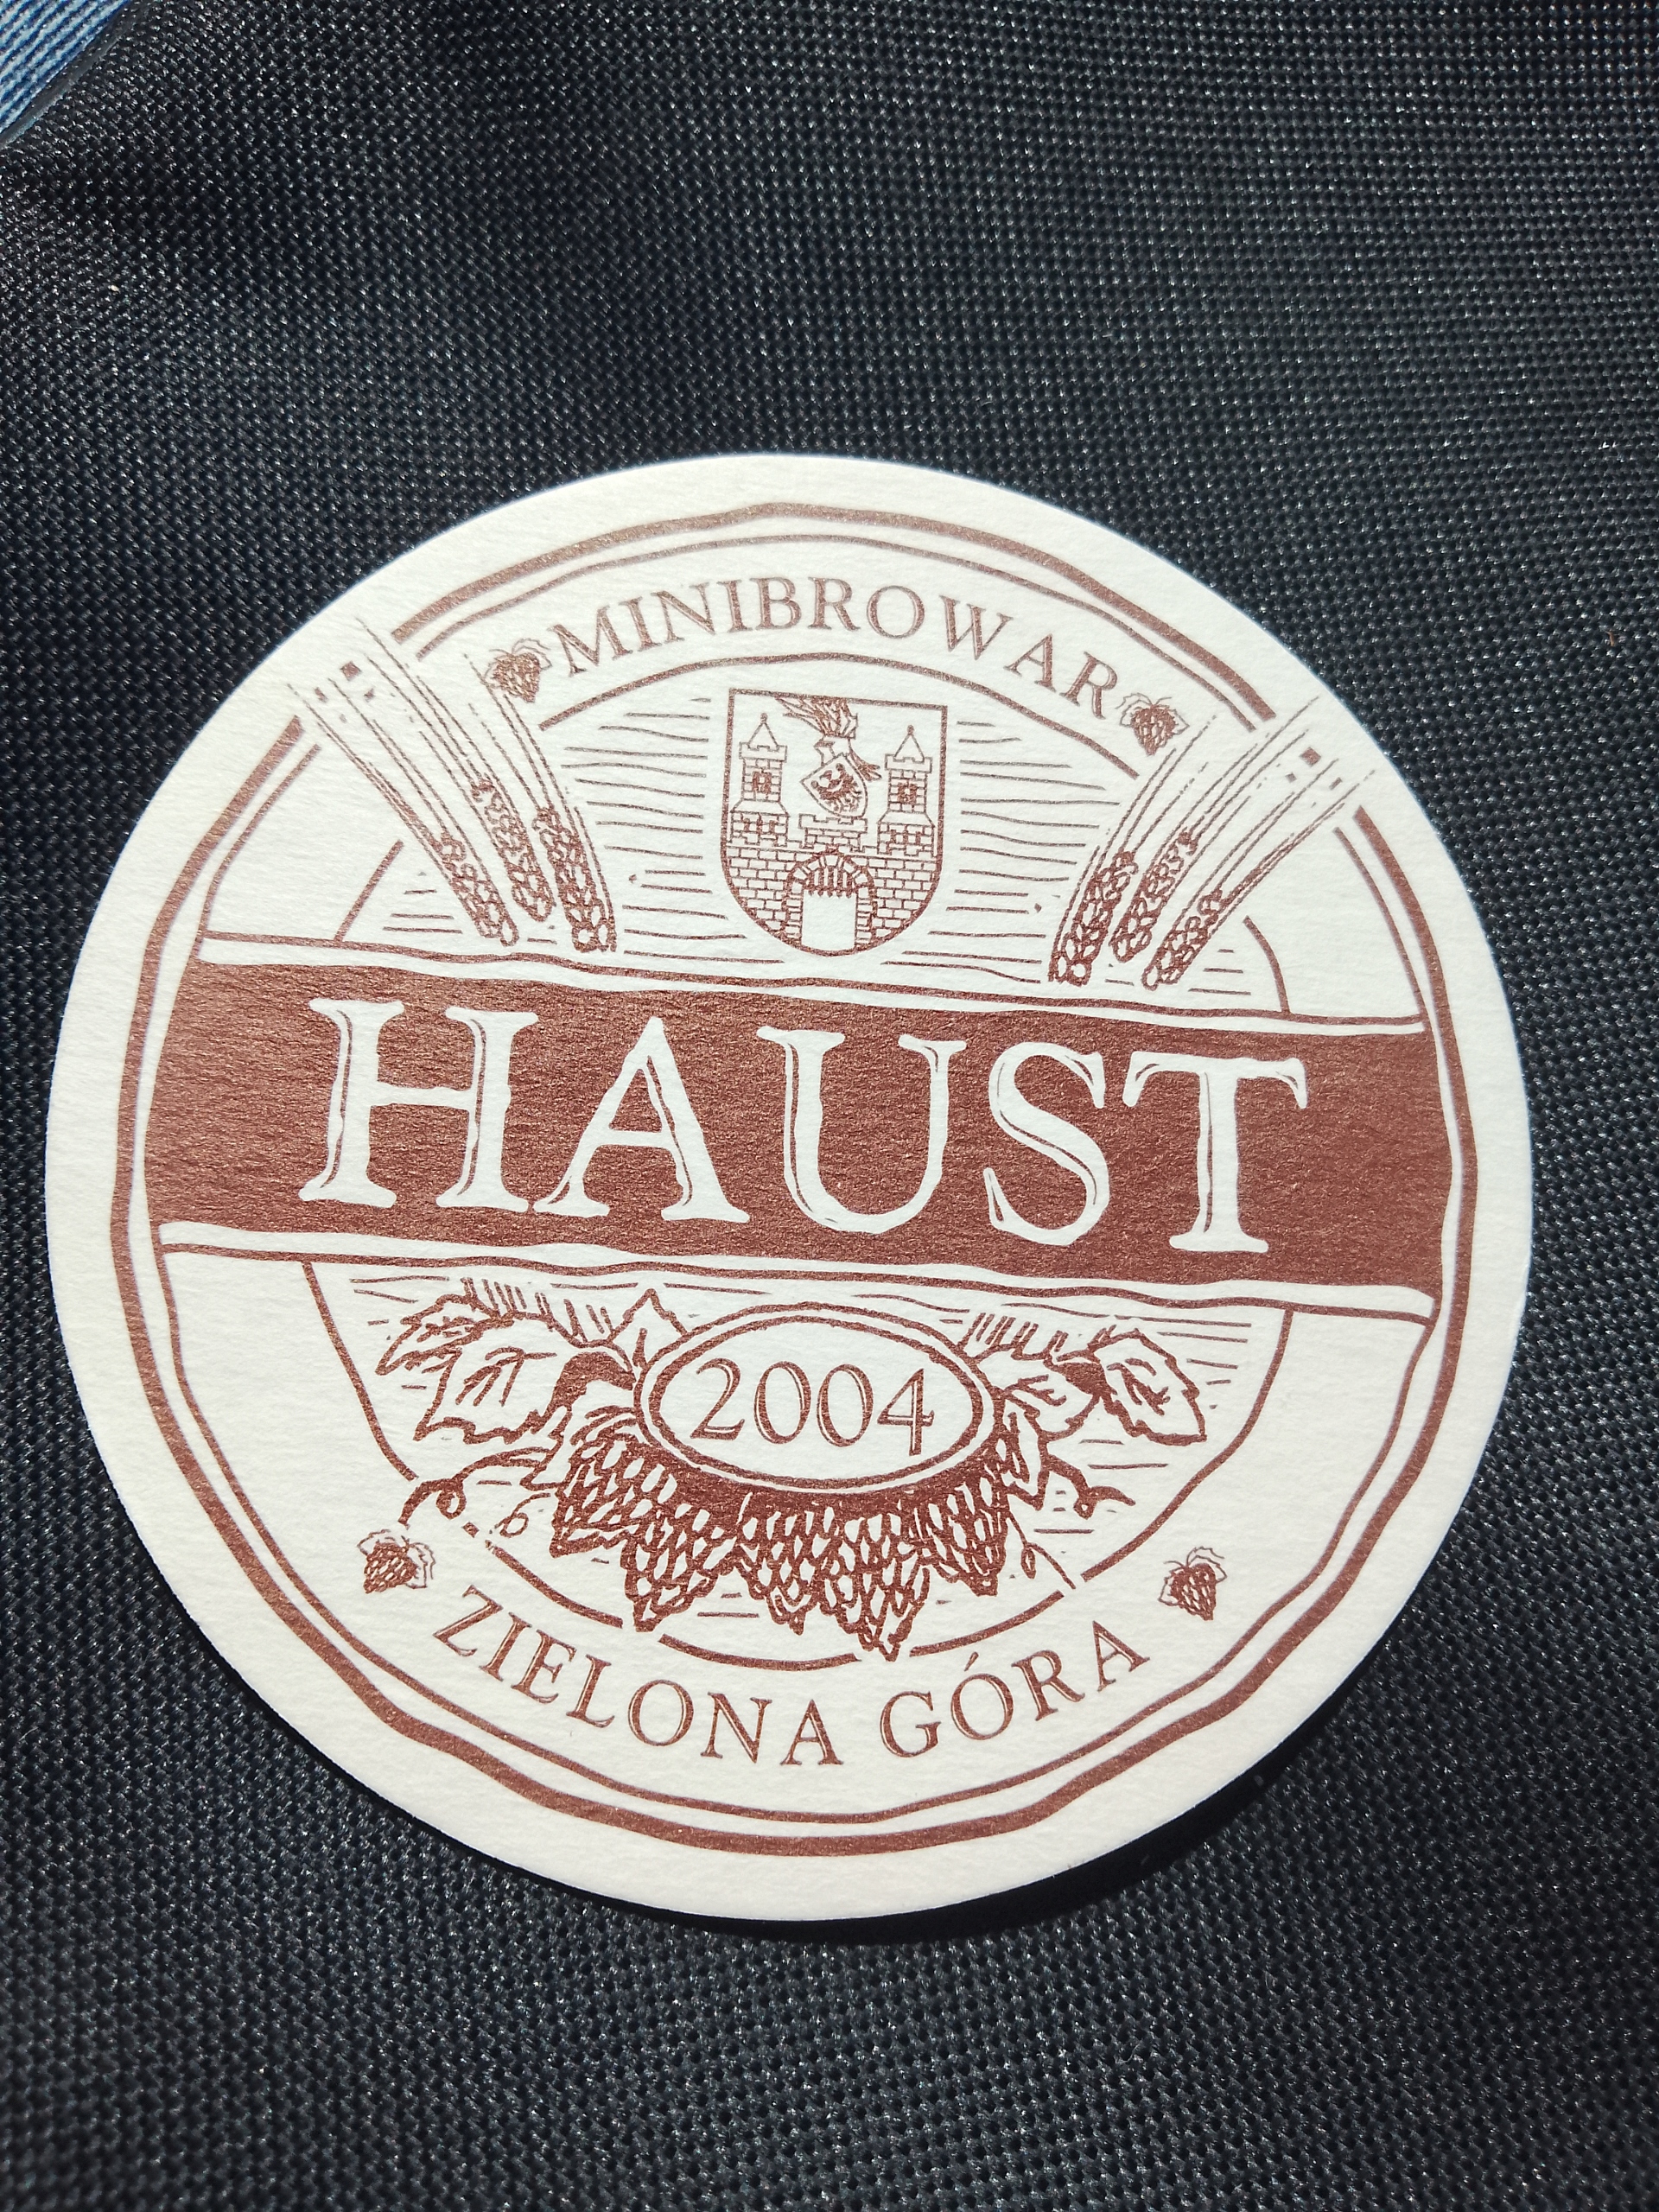 MINIBROWAR
HAUST
2004
ZIELONA GÓRA